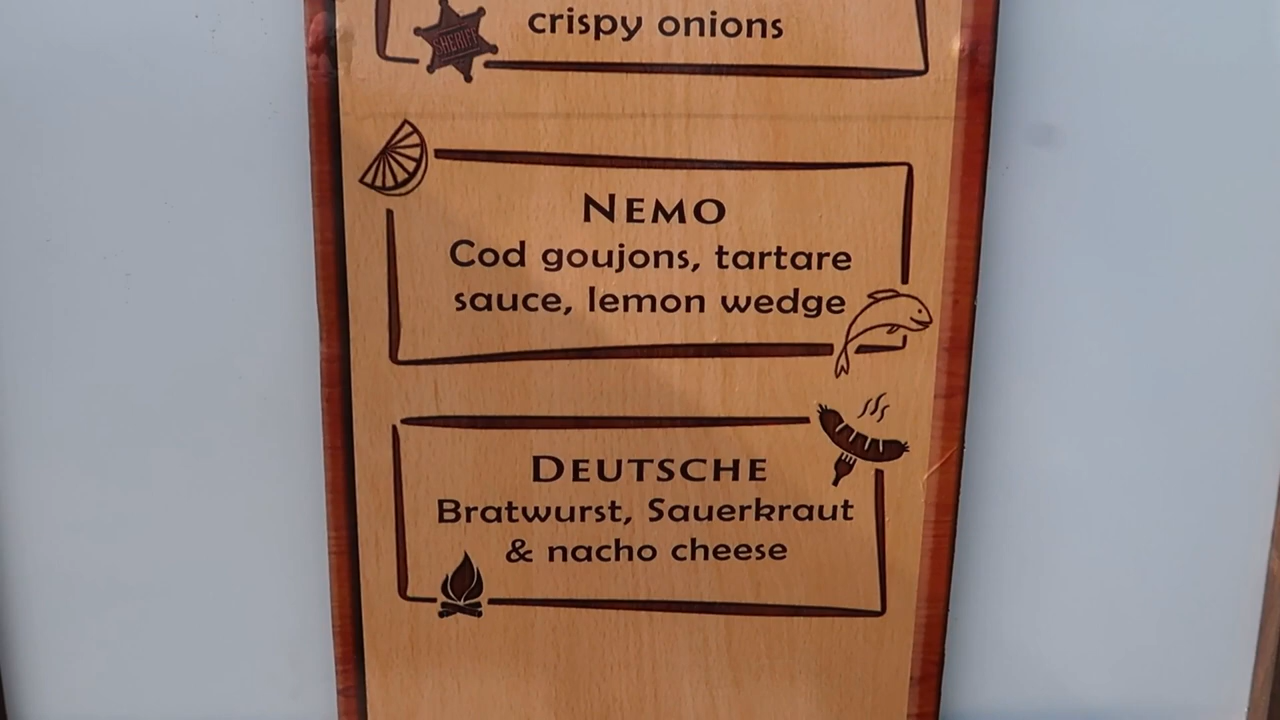 crispy onions
SHERIFF
NEMO
Cod goujons, tartare
sauce, lemon wedge
DEUTSCHE
Bratwurst, Sauerkraut
& nacho cheese